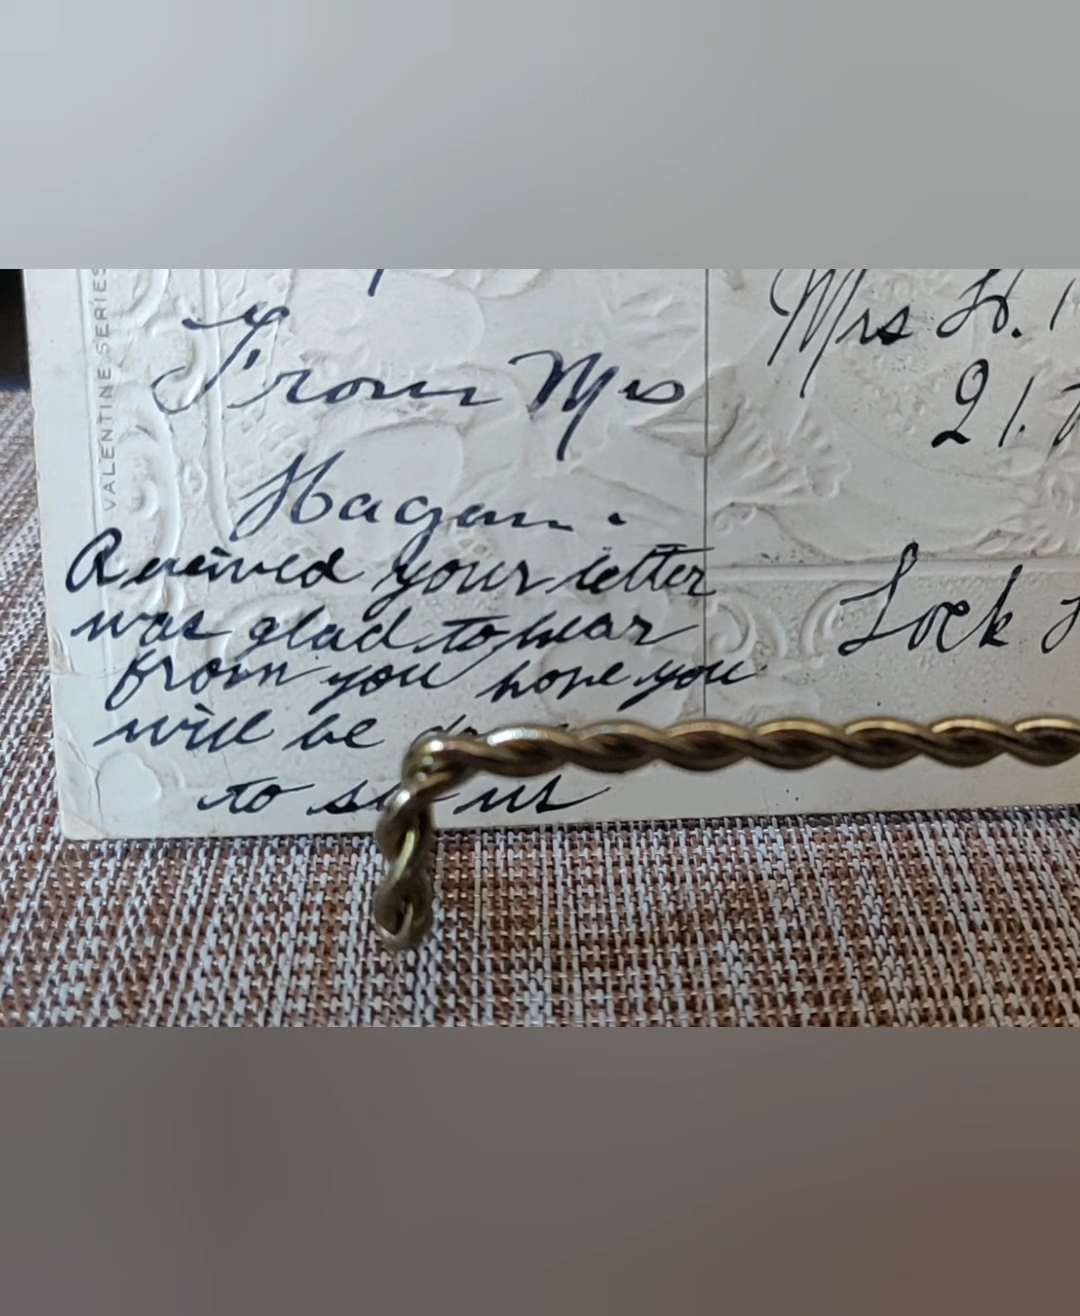 VALENTINE SERIES
From Mrs
Hagen.
Received your letter
was glad to hear
from you hope you
will be
to see us
Mrs H.
21.
Lock